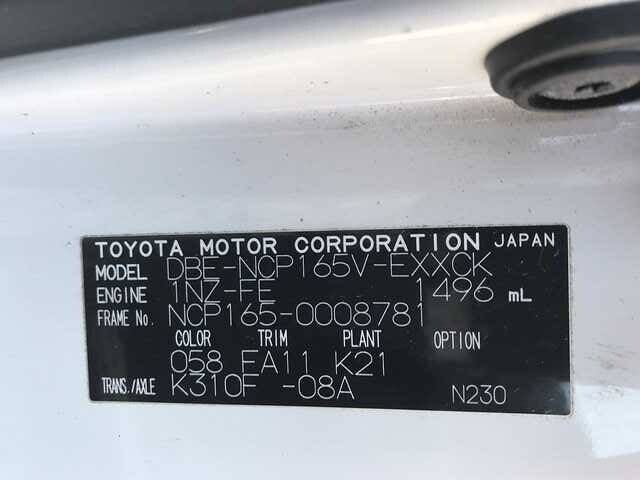 TOYOTA MOTOR CORPORATION JAPAN
MODEL DBE-NCP165V-EXXCK
ENGINE 1NZ-FE 1496 mL
FRAME No. NCP165-0008781
COLOR TRIM PLANT OPTION
058 FA11 K21
TRANS./AXLE K310F -08A N230